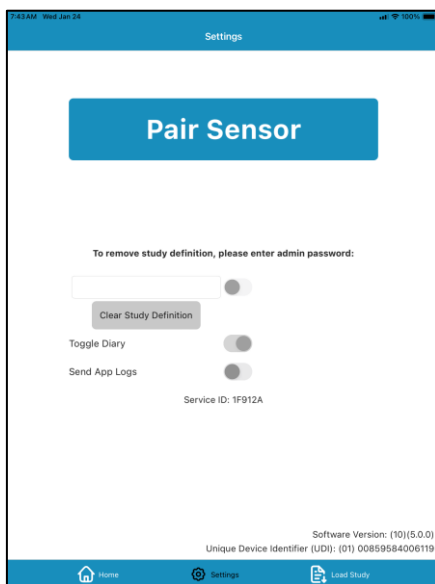 7:43 AM Wed Jan 24 100%
Settings
Pair Sensor
To remove study definition, please enter admin password:
Clear Study Definition
Toggle Diary
Send App Logs
Service ID: 1F912A
Software Version: (10)(5.0.0)
Unique Device Identifier (UDI): (01) 00859584006119
Home Settings Load Study